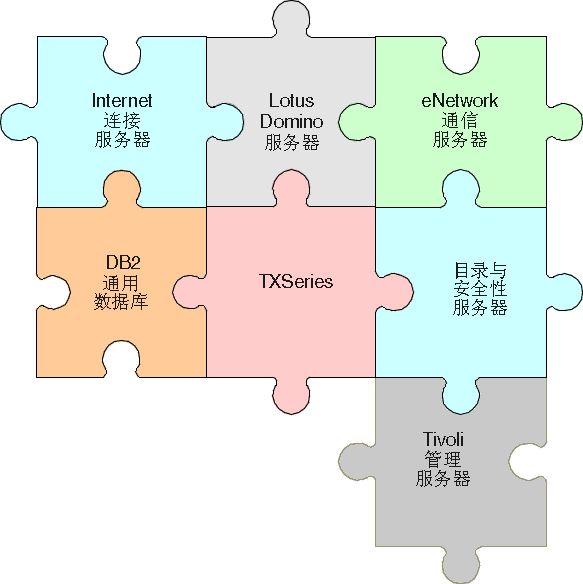 Internet
连接
服务器
Lotus
Domino
服务器
eNetwork
通信
服务器
DB2
通用
数据库
TXSeries
目录与
安全性
服务器
Tivoli
管理
服务器